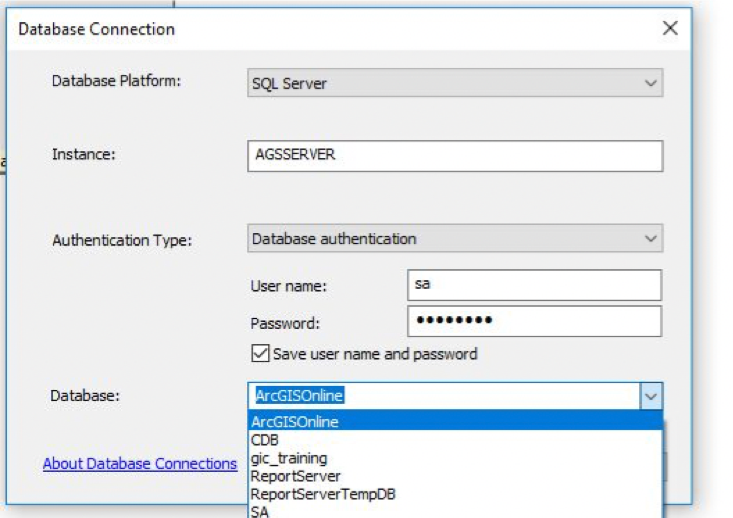 Database Connection
Database Platform: SQL Server
Instance: AGSSERVER
Authentication Type: Database authentication
User name: sa
Password: ●●●●●●●●
Save user name and password
Database: ArcGISOnline
ArcGISOnline
CDB
gic_training
About Database Connections
ReportServer
ReportServerTempDB
SA